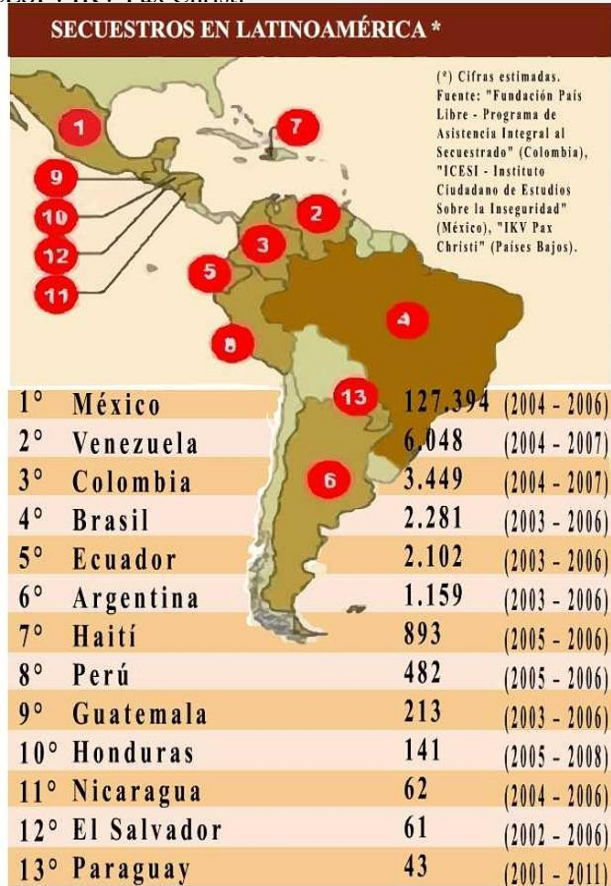 SECUESTROS EN LATINOAMÉRICA *
(*) Cifras estimadas.
Fuente: "Fundación País
Libre - Programa de
Asistencia Integral al
Secuestrado" (Colombia),
"ICESI - Instituto
Ciudadano de Estudios
Sobre la Inseguridad"
(México), "IKV Pax
Christi" (Países Bajos).
1
7
9
10
12
11
2
3
5
4
8
13
6
1° México 127.394 (2004 - 2006)
2° Venezuela 6.048 (2004 - 2007)
3° Colombia 3.449 (2004 - 2007)
4° Brasil 2.281 (2003 - 2006)
5° Ecuador 2.102 (2003 - 2006)
6° Argentina 1.159 (2003 - 2006)
7° Haití 893 (2005 - 2006)
8° Perú 482 (2005 - 2006)
9° Guatemala 213 (2003 - 2006)
10° Honduras 141 (2005 - 2008)
11° Nicaragua 62 (2004 - 2006)
12° El Salvador 61 (2002 - 2006)
13° Paraguay 43 (2001 - 2011)